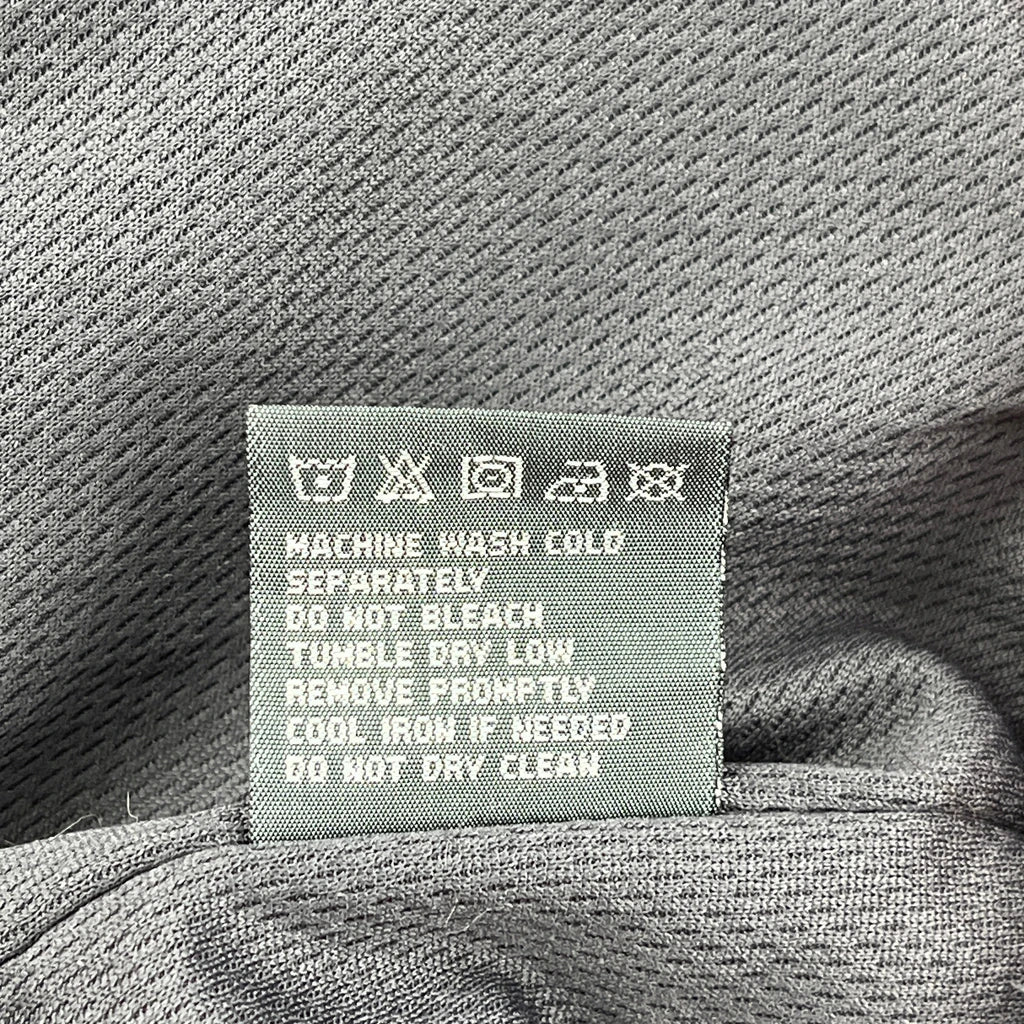 MACHINE WASH COLD
SEPARATELY
DO NOT BLEACH
TUMBLE DRY LOW
REMOVE PROMPTLY
COOL IRON IF NEEDED
DO NOT DRY CLEAN